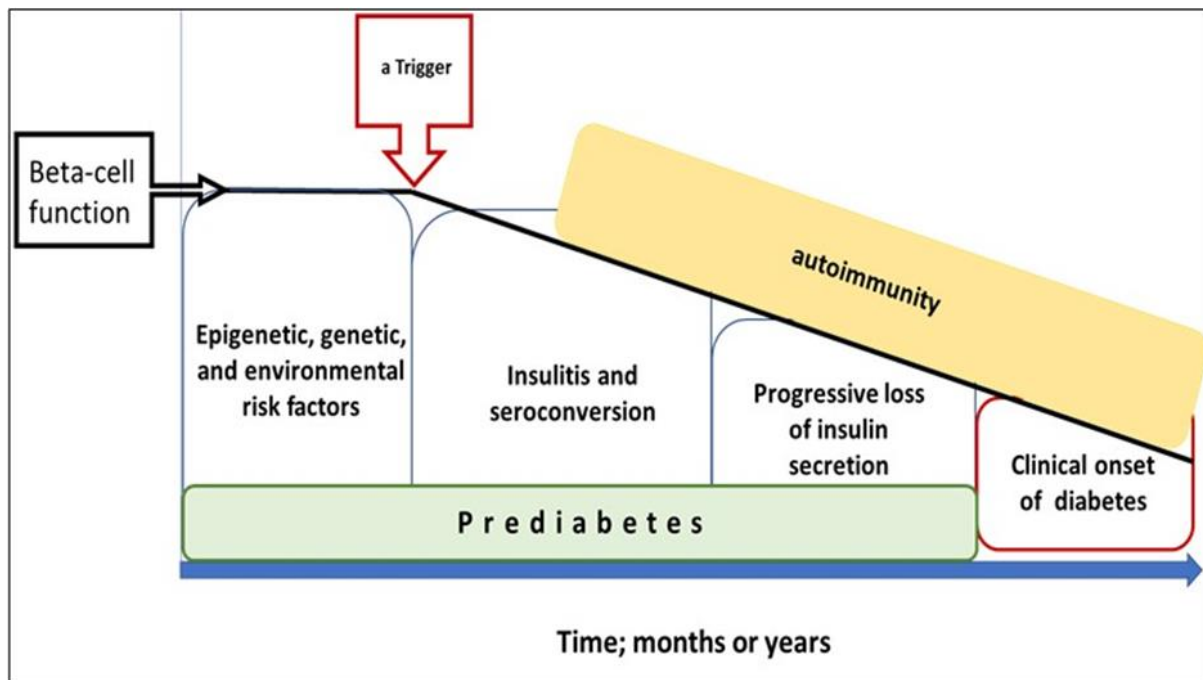 a Trigger
Beta-cell
function
autoimmunity
Epigenetic, genetic,
and environmental
risk factors
Insulitis and
seroconversion
Progressive loss
of insulin
secretion
Clinical onset
of diabetes
Prediabetes
Time; months or years